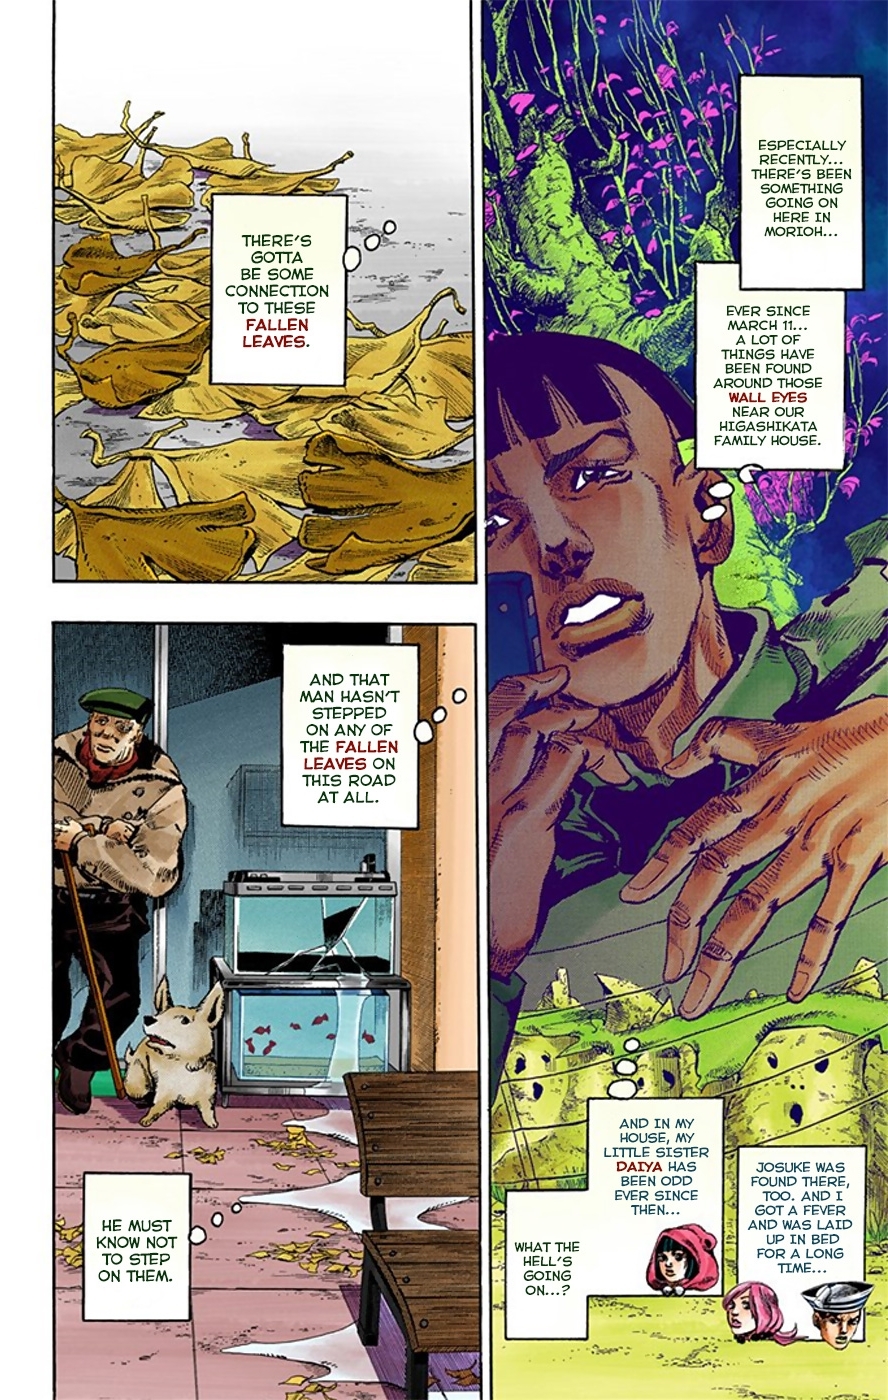 ESPECIALLY
RECENTLY...
THERE'S BEEN
SOMETHING
GOING ON
HERE IN
MORIOH...
EVER SINCE
MARCH 11...
A LOT OF
THINGS HAVE
BEEN FOUND
AROUND THOSE
WALL EYES
NEAR OUR
HIGASHIKATA
FAMILY HOUSE.
JOSUKE WAS
FOUND THERE,
TOO. AND I
GOT A FEVER
AND WAS LAID
UP IN BED
FOR A LONG
TIME...
AND IN MY
HOUSE, MY
LITTLE SISTER
DAIYA HAS
BEEN ODD
EVER SINCE
THEN...
WHAT THE
HELL'S
GOING
ON...?
THERE'S
GOTTA
BE SOME
CONNECTION
TO THESE
FALLEN
LEAVES.
AND THAT
MAN HASN'T
STEPPED
ON ANY OF
THE FALLEN
LEAVES ON
THIS ROAD
AT ALL.
HE MUST
KNOW NOT
TO STEP
ON THEM.